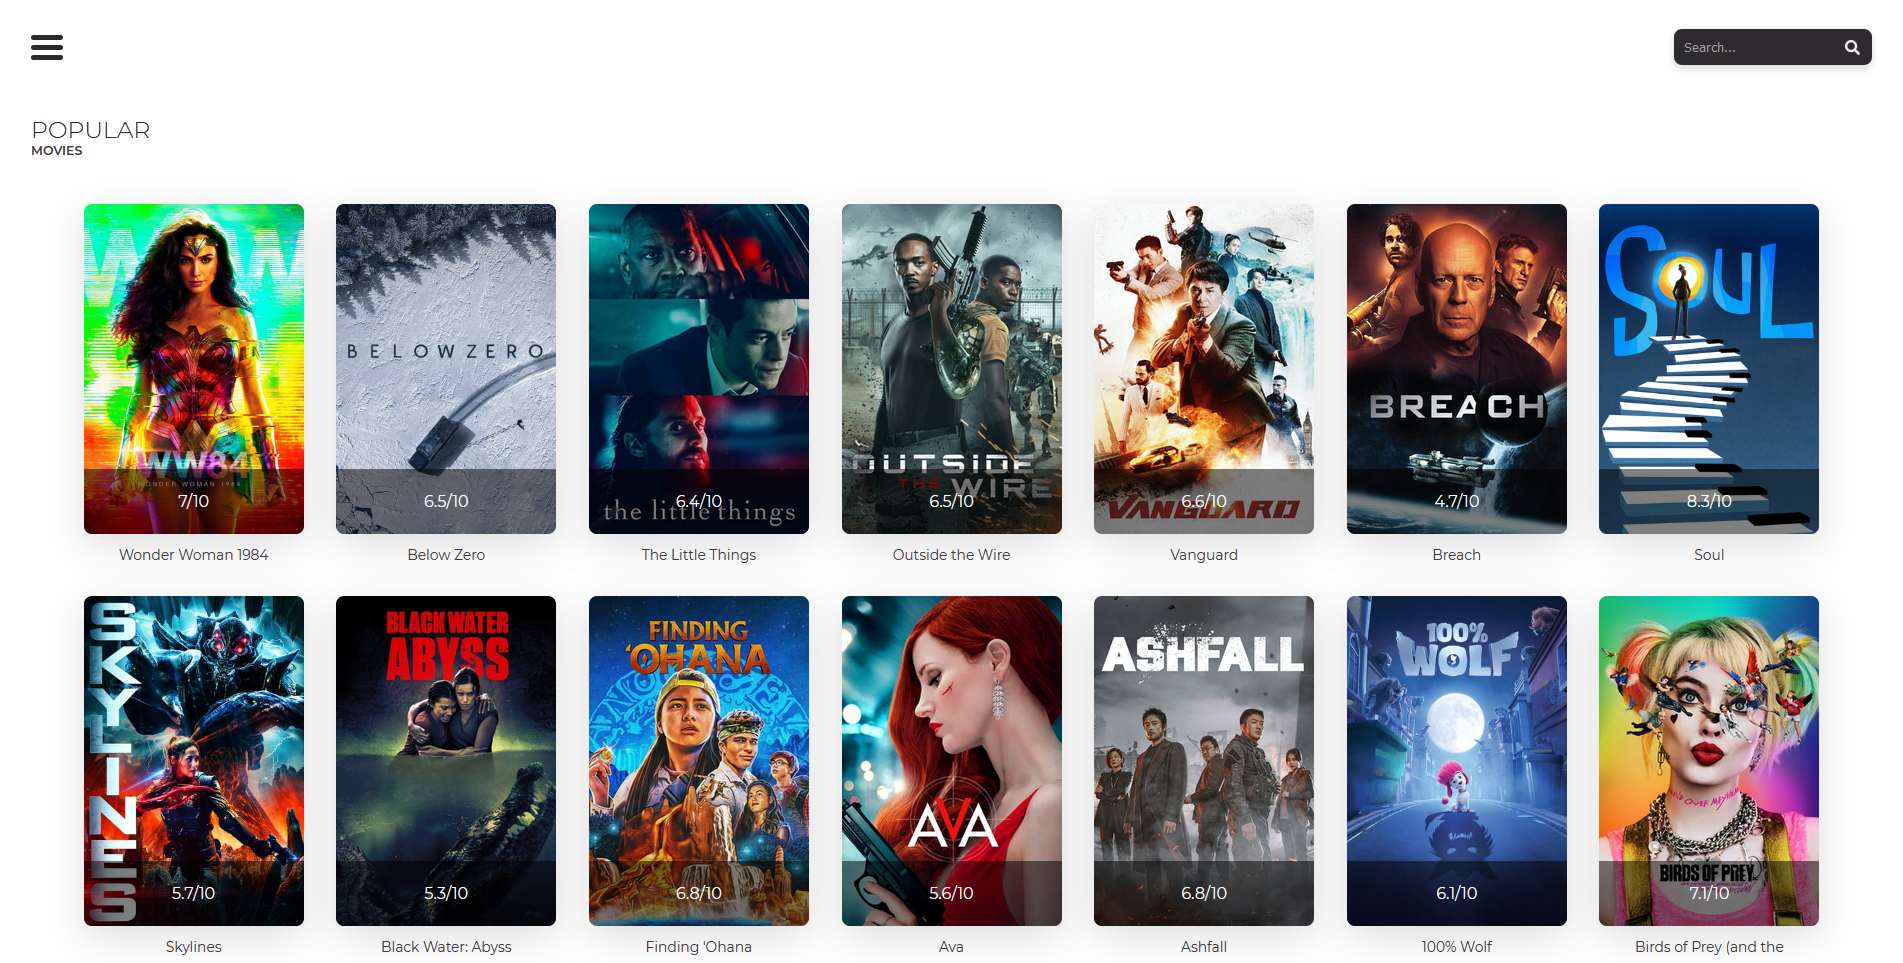 Search...
POPULAR
MOVIES
WW
WW84
WONDER WOMAN 1984
7/10
Wonder Woman 1984
BELOWZERO
6.5/10
Below Zero
the little things
6.4/10
The Little Things
OUTSIDE
THE WIRE
6.5/10
Outside the Wire
VANGUARD
6.6/10
Vanguard
BREACH
4.7/10
Breach
SOUL
8.3/10
Soul
SKYLINES
5.7/10
Skylines
BLACK WATER
ABYSS
5.3/10
Black Water: Abyss
FINDING
'OHANA
6.8/10
Finding 'Ohana
AVA
5.6/10
Ava
ASHFALL
6.8/10
Ashfall
100%
WOLF
6.1/10
100% Wolf
MIND OVER MAYHEM
BIRDS OF PREY
7.1/10
Birds of Prey (and the